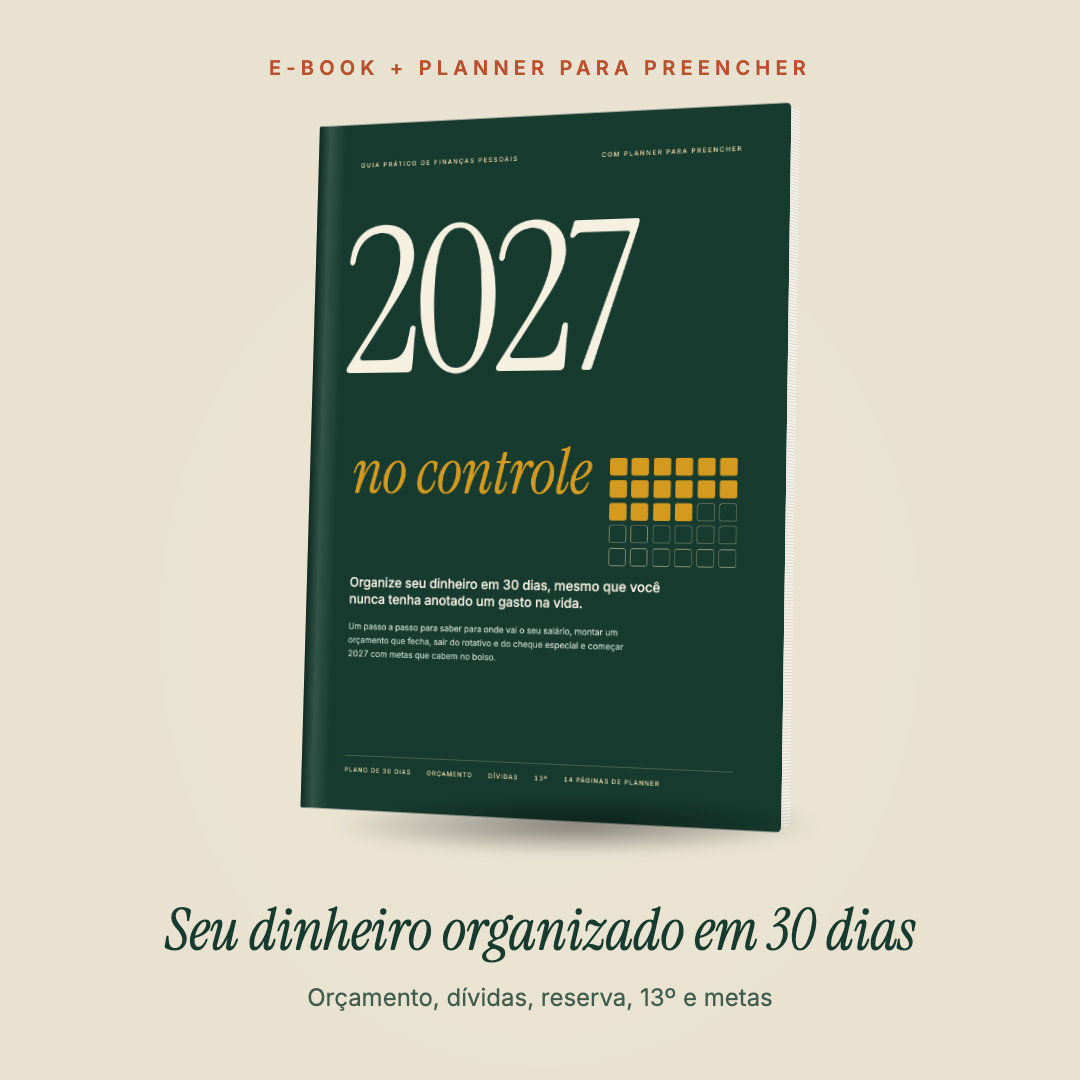 E-BOOK + PLANNER PARA PREENCHER
GUIA PRÁTICO DE FINANÇAS PESSOAIS
COM PLANNER PARA PREENCHER
2027
no controle
Organize seu dinheiro em 30 dias, mesmo que você
nunca tenha anotado um gasto na vida.
Um passo a passo para saber para onde vai o seu salário, montar um
orçamento que fecha, sair do rotativo e do cheque especial e começar
2027 com metas que cabem no bolso.
PLANO DE 30 DIAS ORÇAMENTO DÍVIDAS 13º 14 PÁGINAS DE PLANNER
Seu dinheiro organizado em 30 dias
Orçamento, dívidas, reserva, 13º e metas